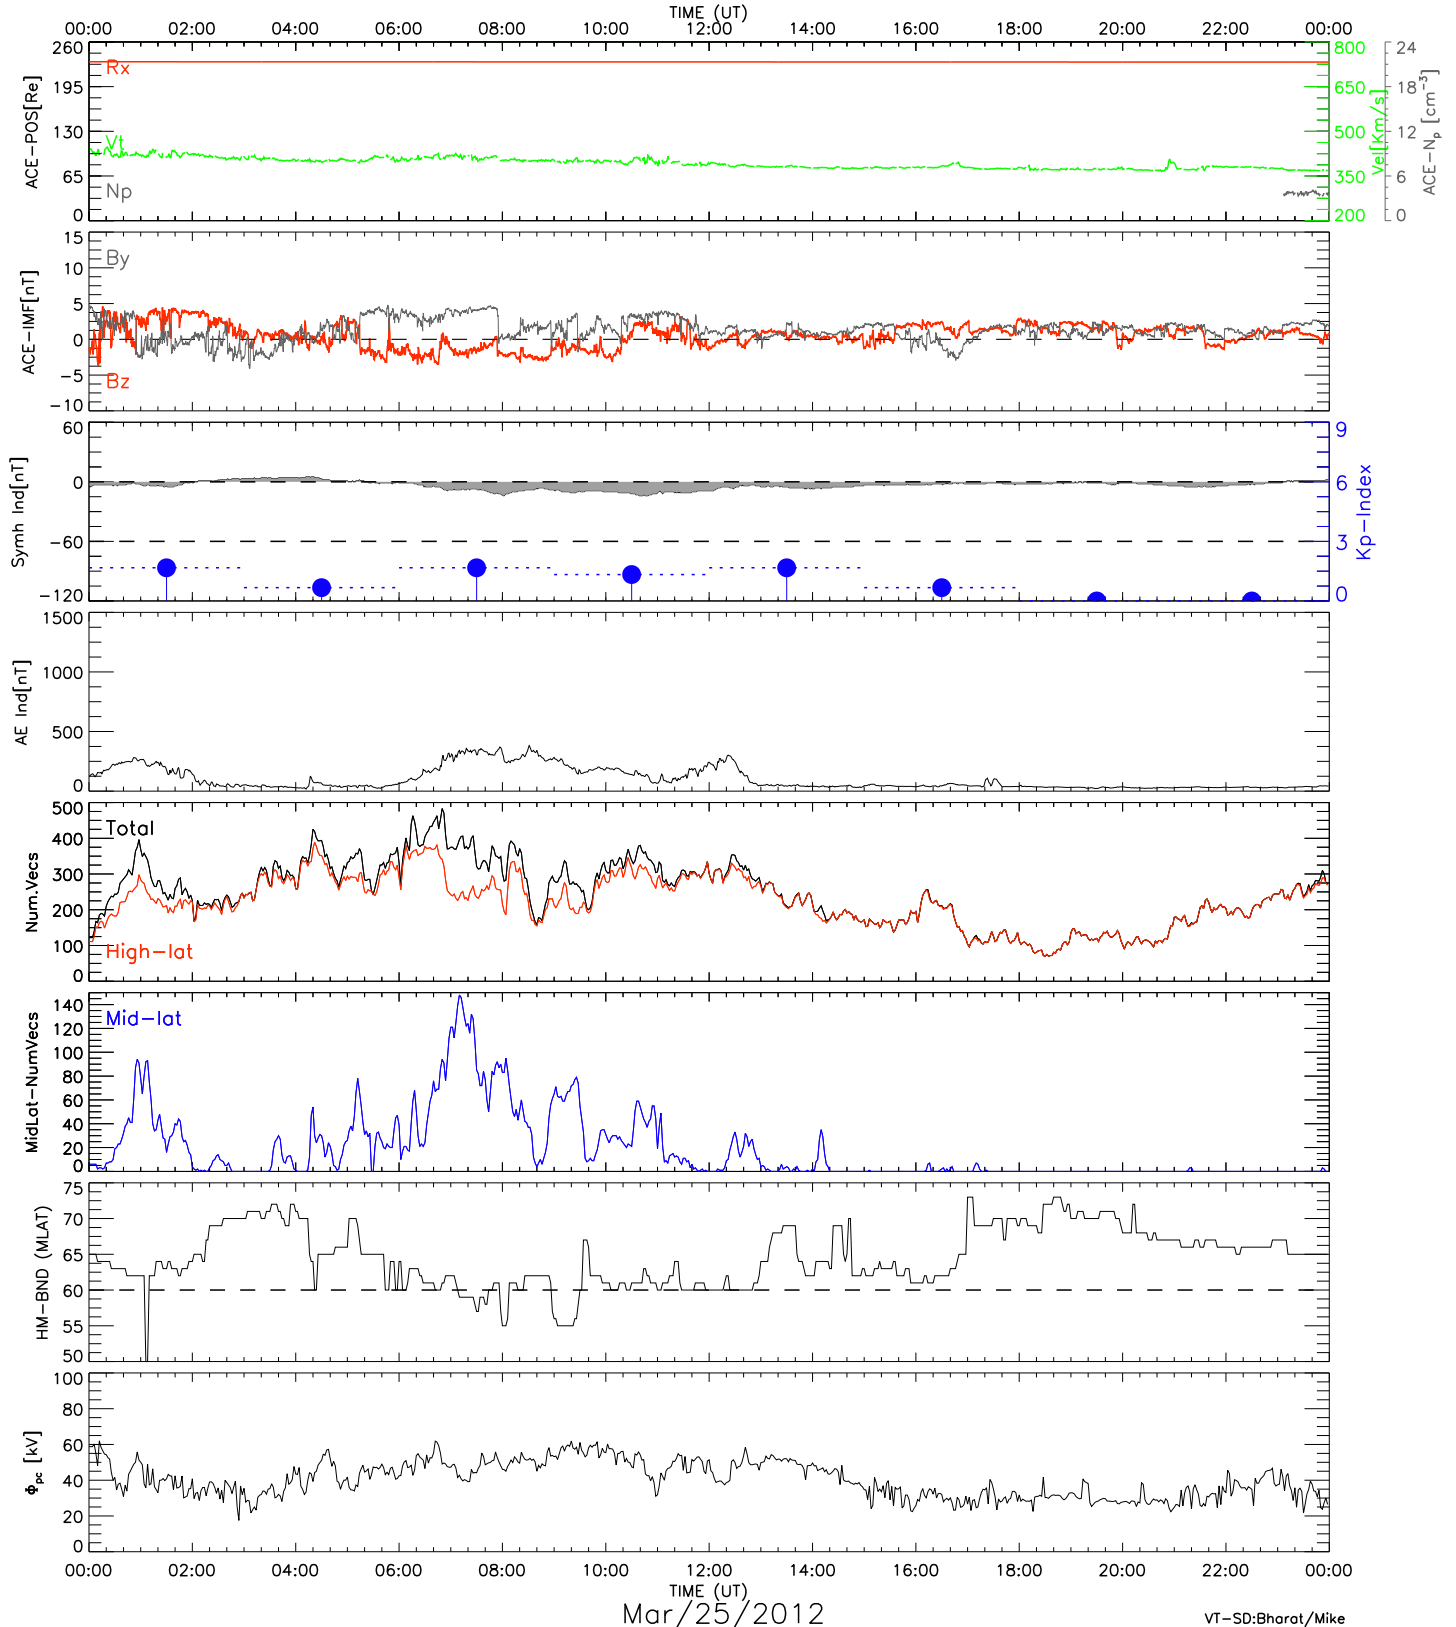 TIME (UT)
00:00 02:00 04:00 06:00 08:00 10:00 12:00 14:00 16:00 18:00 20:00 22:00 00:00
260 195 130 65 0
ACE-POS[Re]
Rx
Vt
Np
800 650 500 350 200
Vel[Km/s]
24 18 12 6 0
ACE-Np [cm-3]
15 10 5 0 -5 -10
ACE-IMF[nT]
By
Bz
60 0 -60 -120
Symh Ind[nT]
9 6 3 0
Kp-Index
1500 1000 500 0
AE Ind[nT]
500 400 300 200 100 0
Num.Vecs
Total
High-lat
140 120 100 80 60 40 20 0
MidLat-NumVecs
Mid-lat
75 70 65 60 55 50
HM-BND (MLAT)
100 80 60 40 20 0
Φpc [kV]
00:00 02:00 04:00 06:00 08:00 10:00 12:00 14:00 16:00 18:00 20:00 22:00 00:00
TIME (UT)
Mar/25/2012
VT-SD:Bharat/Mike